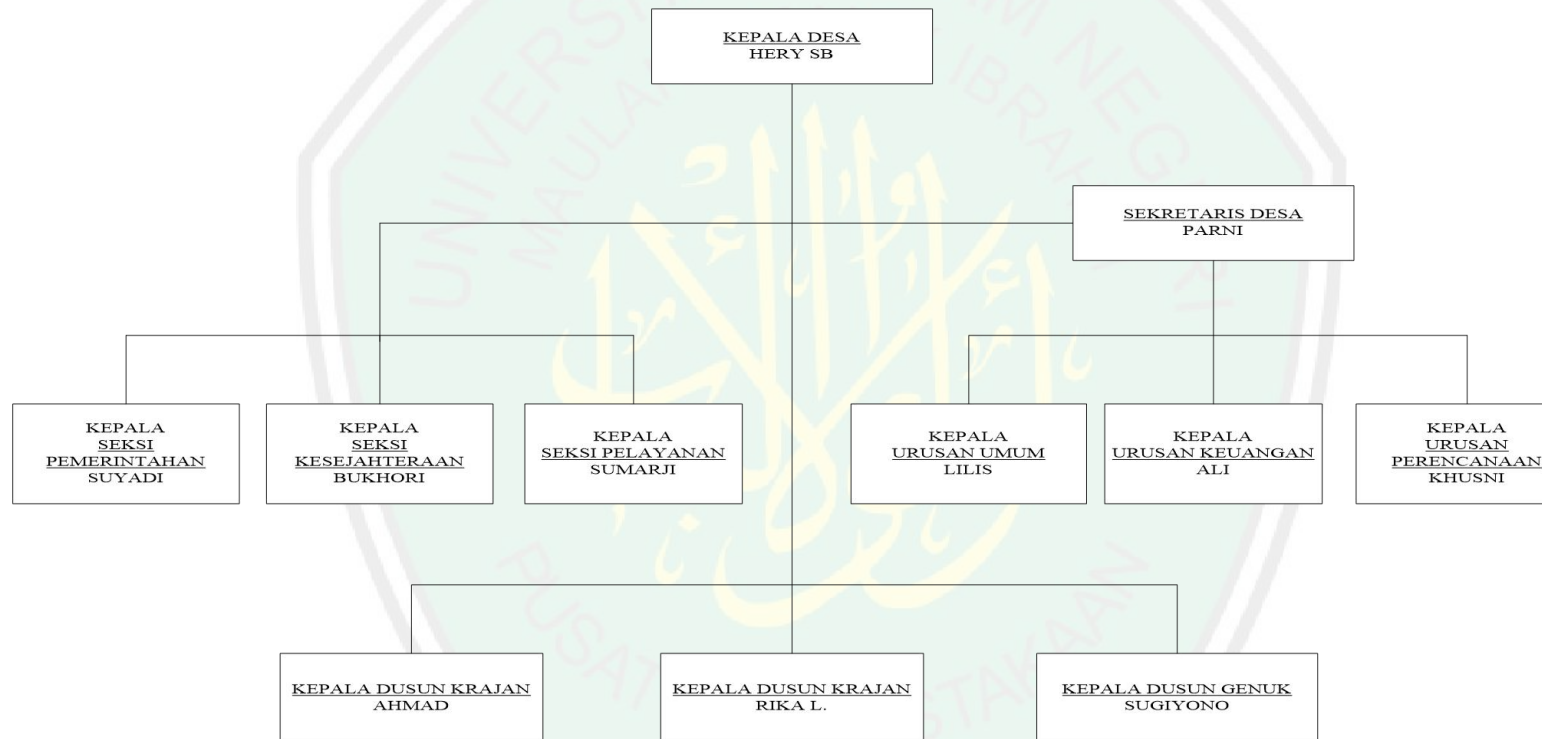 KEPALA DESA
HERY SB
SEKRETARIS DESA
PARNI
KEPALA
SEKSI
PEMERINTAHAN
SUYADI
KEPALA
SEKSI
KESEJAHTERAAN
BUKHORI
KEPALA
SEKSI PELAYANAN
SUMARJI
KEPALA
URUSAN UMUM
LILIS
KEPALA
URUSAN KEUANGAN
ALI
KEPALA
URUSAN
PERENCANAAN
KHUSNI
KEPALA DUSUN KRAJAN
AHMAD
KEPALA DUSUN KRAJAN
RIKA L.
KEPALA DUSUN GENUK
SUGIYONO